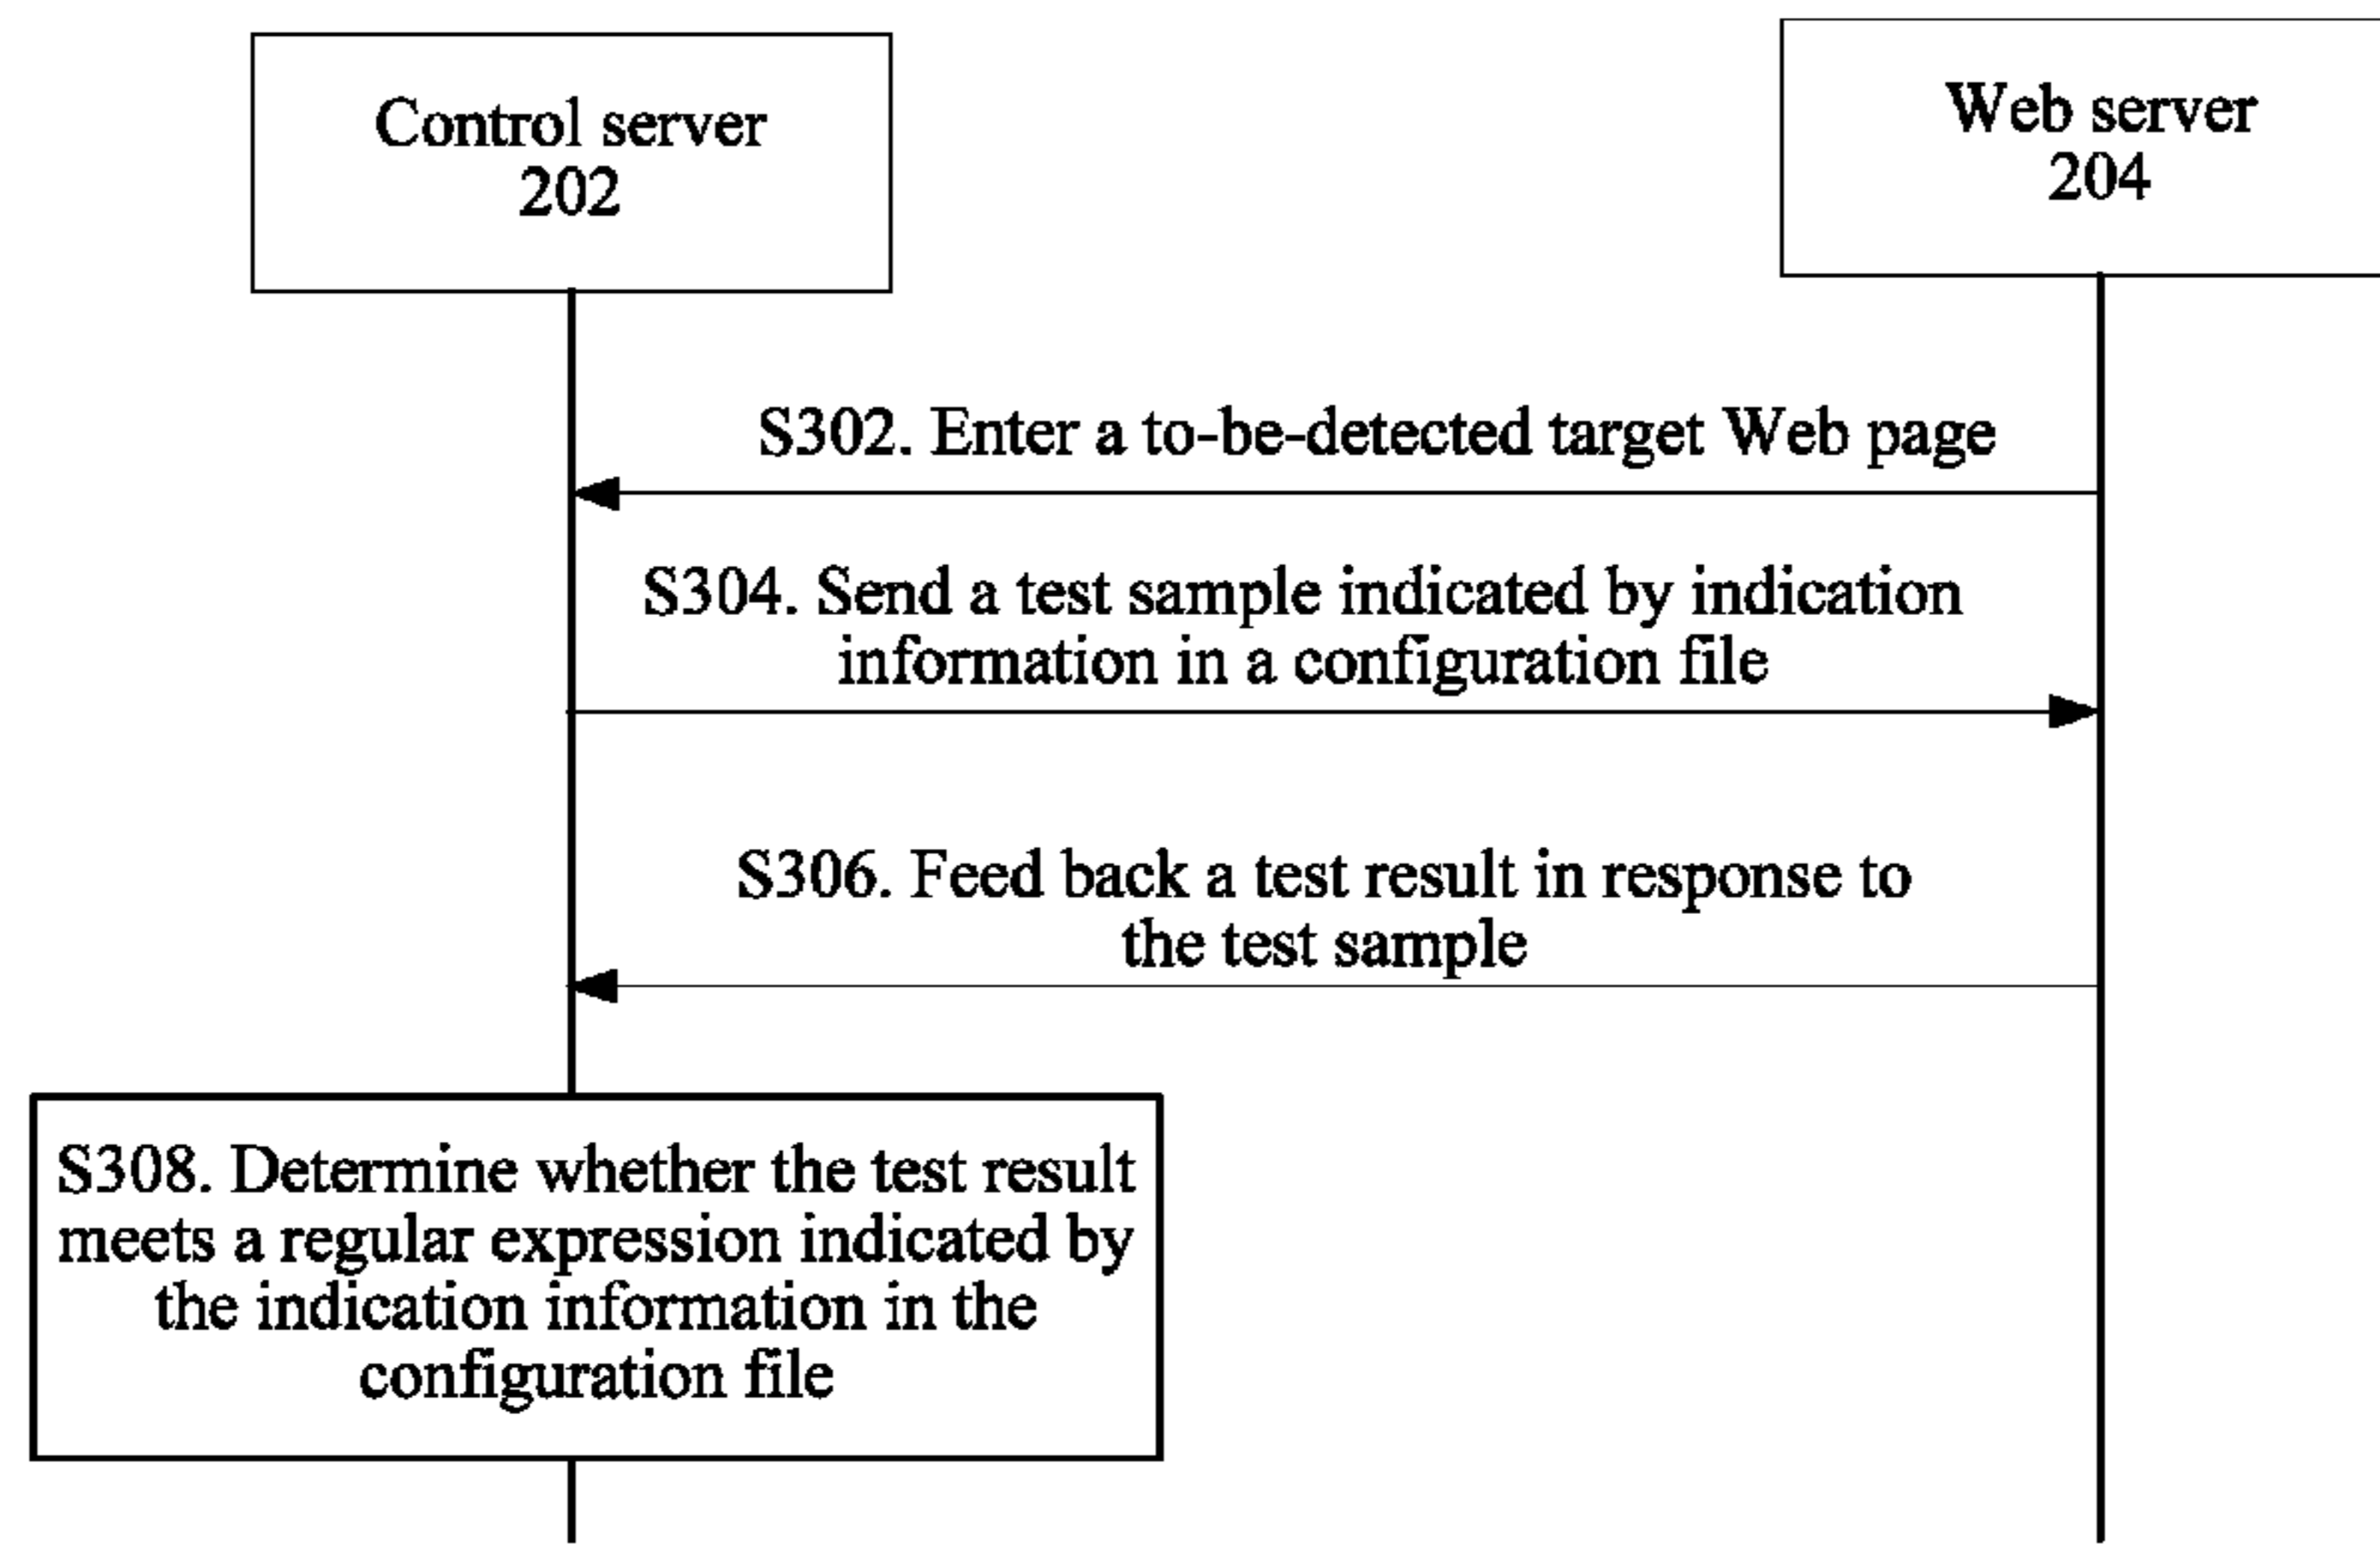 Control server
202
Web server
204
S302. Enter a to-be-detected target Web page
S304. Send a test sample indicated by indication
information in a configuration file
S306. Feed back a test result in response to
the test sample
S308. Determine whether the test result
meets a regular expression indicated by
the indication information in the
configuration file